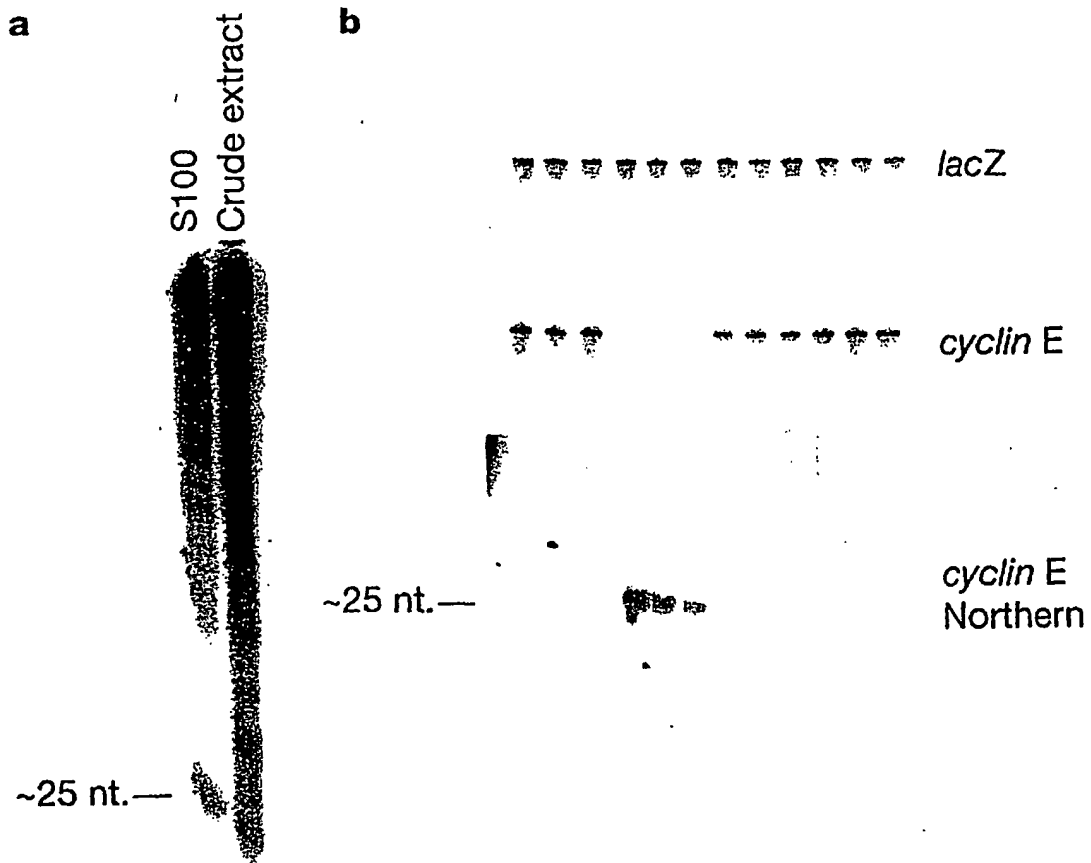 a
b
S100
Crude extract
lacZ
cyclin E
cyclin E
Northern
~25 nt.
~25 nt.